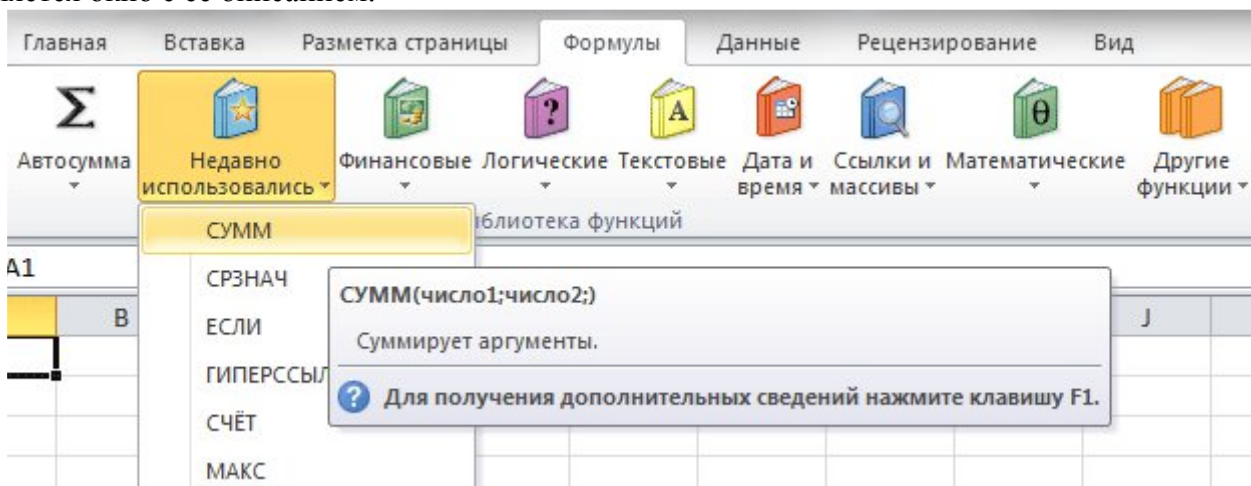 Главная Вставка Разметка страницы Формулы Данные Рецензирование Вид
Σ ? A θ
Автосумма Недавно использовались Финансовые Логические Текстовые Дата и время Ссылки и массивы Математические Другие функции
СУММ
блиотека функций
A1
СРЗНАЧ
СУММ(число1;число2;)
B
ЕСЛИ
Суммирует аргументы.
J
ГИПЕРССЫЛ
? Для получения дополнительных сведений нажмите клавишу F1.
СЧЁТ
МАКС